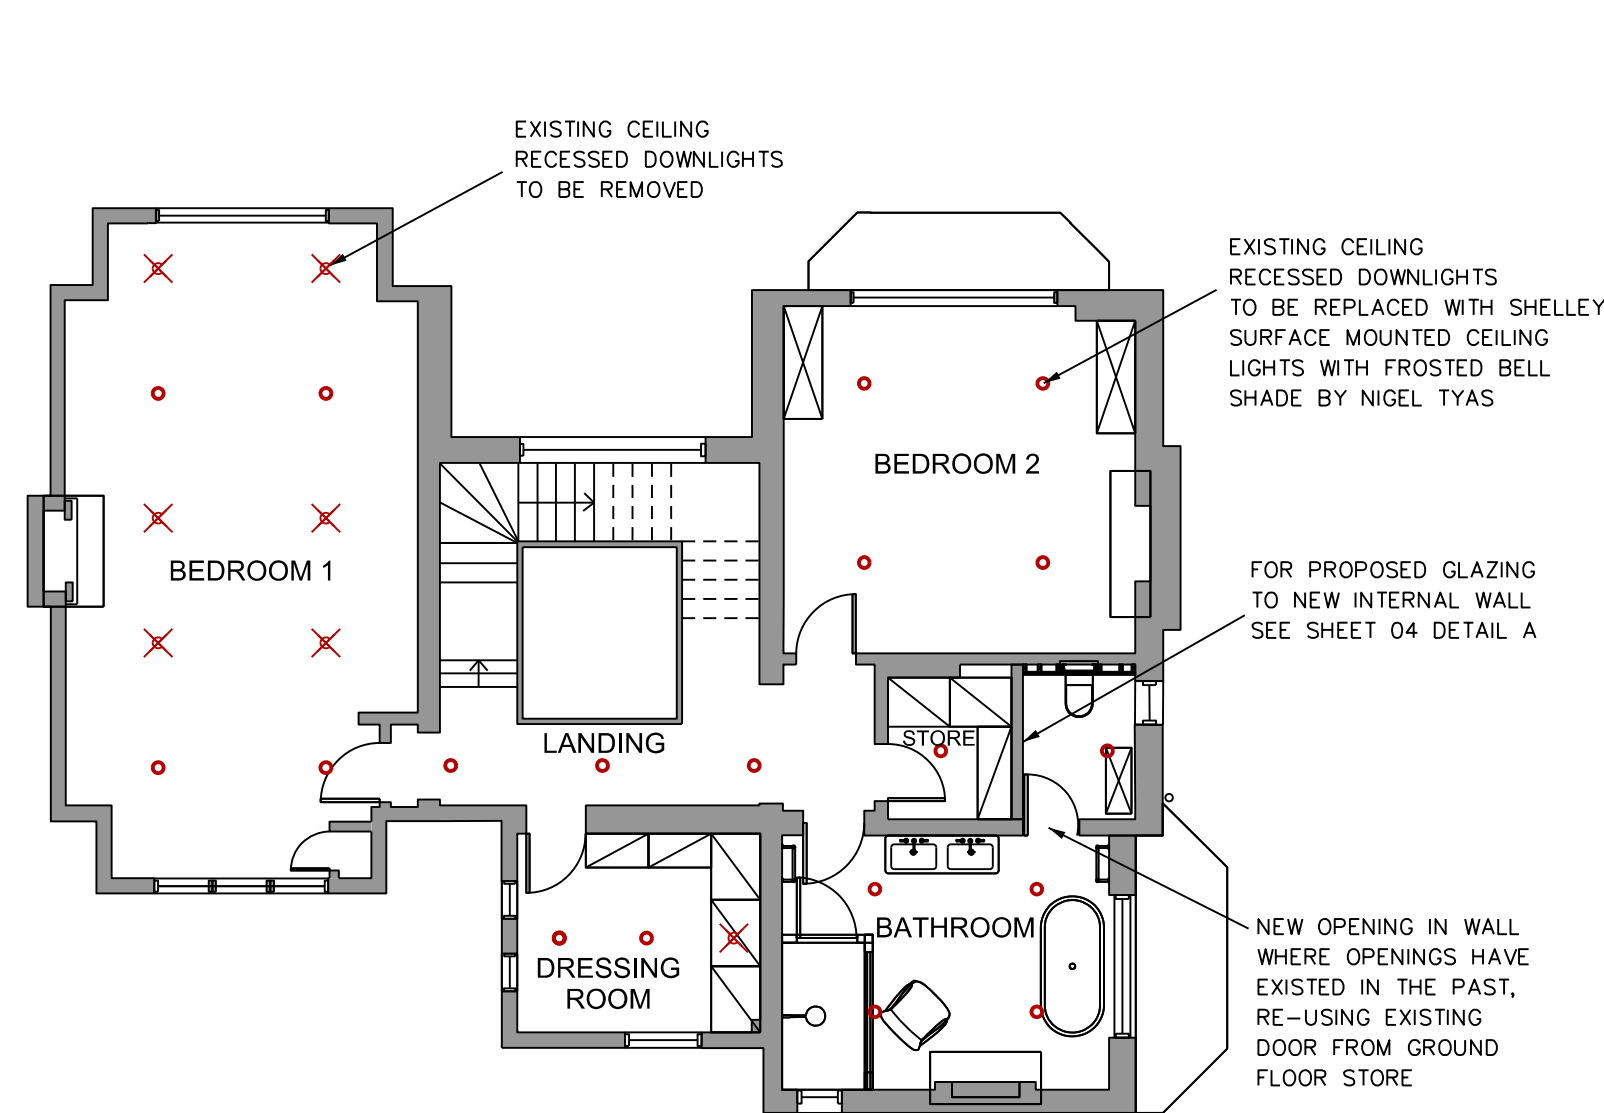 EXISTING CEILING
RECESSED DOWNLIGHTS
TO BE REMOVED
EXISTING CEILING
RECESSED DOWNLIGHTS
TO BE REPLACED WITH SHELLEY
SURFACE MOUNTED CEILING
LIGHTS WITH FROSTED BELL
SHADE BY NIGEL TYAS
BEDROOM 2
BEDROOM 1
FOR PROPOSED GLAZING
TO NEW INTERNAL WALL
SEE SHEET 04 DETAIL A
LANDING
STORE
BATHROOM
DRESSING
ROOM
NEW OPENING IN WALL
WHERE OPENINGS HAVE
EXISTED IN THE PAST,
RE-USING EXISTING
DOOR FROM GROUND
FLOOR STORE